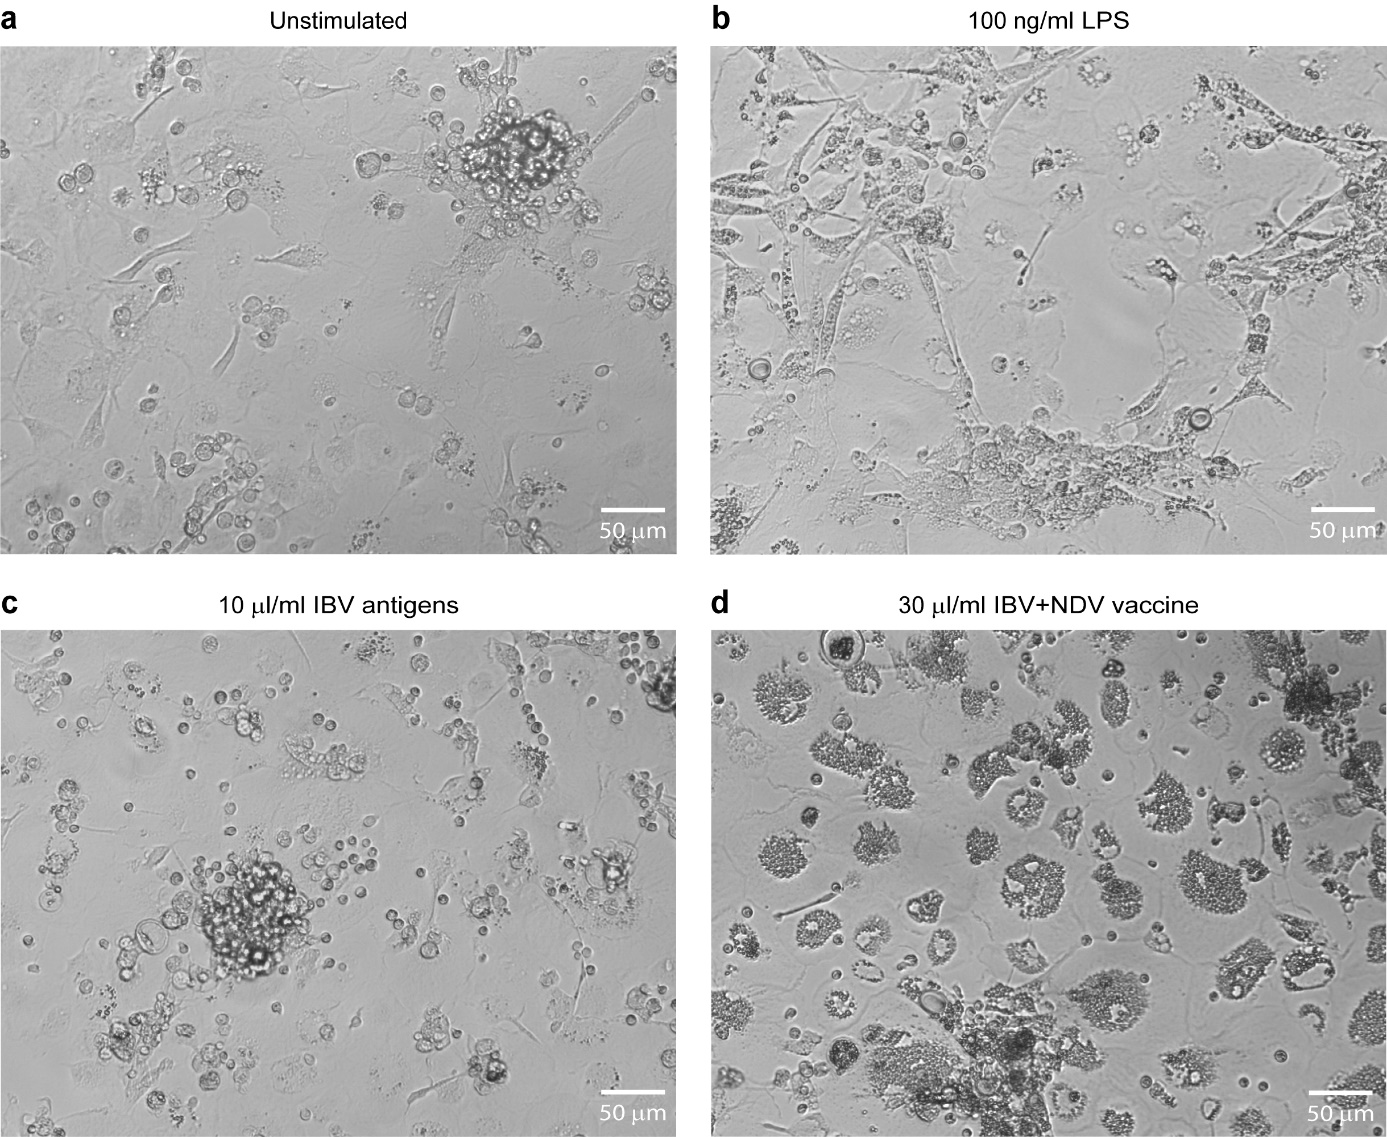 a Unstimulated
b 100 ng/ml LPS
50 μm
50 μm
c 10 μl/ml IBV antigens
d 30 μl/ml IBV+NDV vaccine
50 μm
50 μm